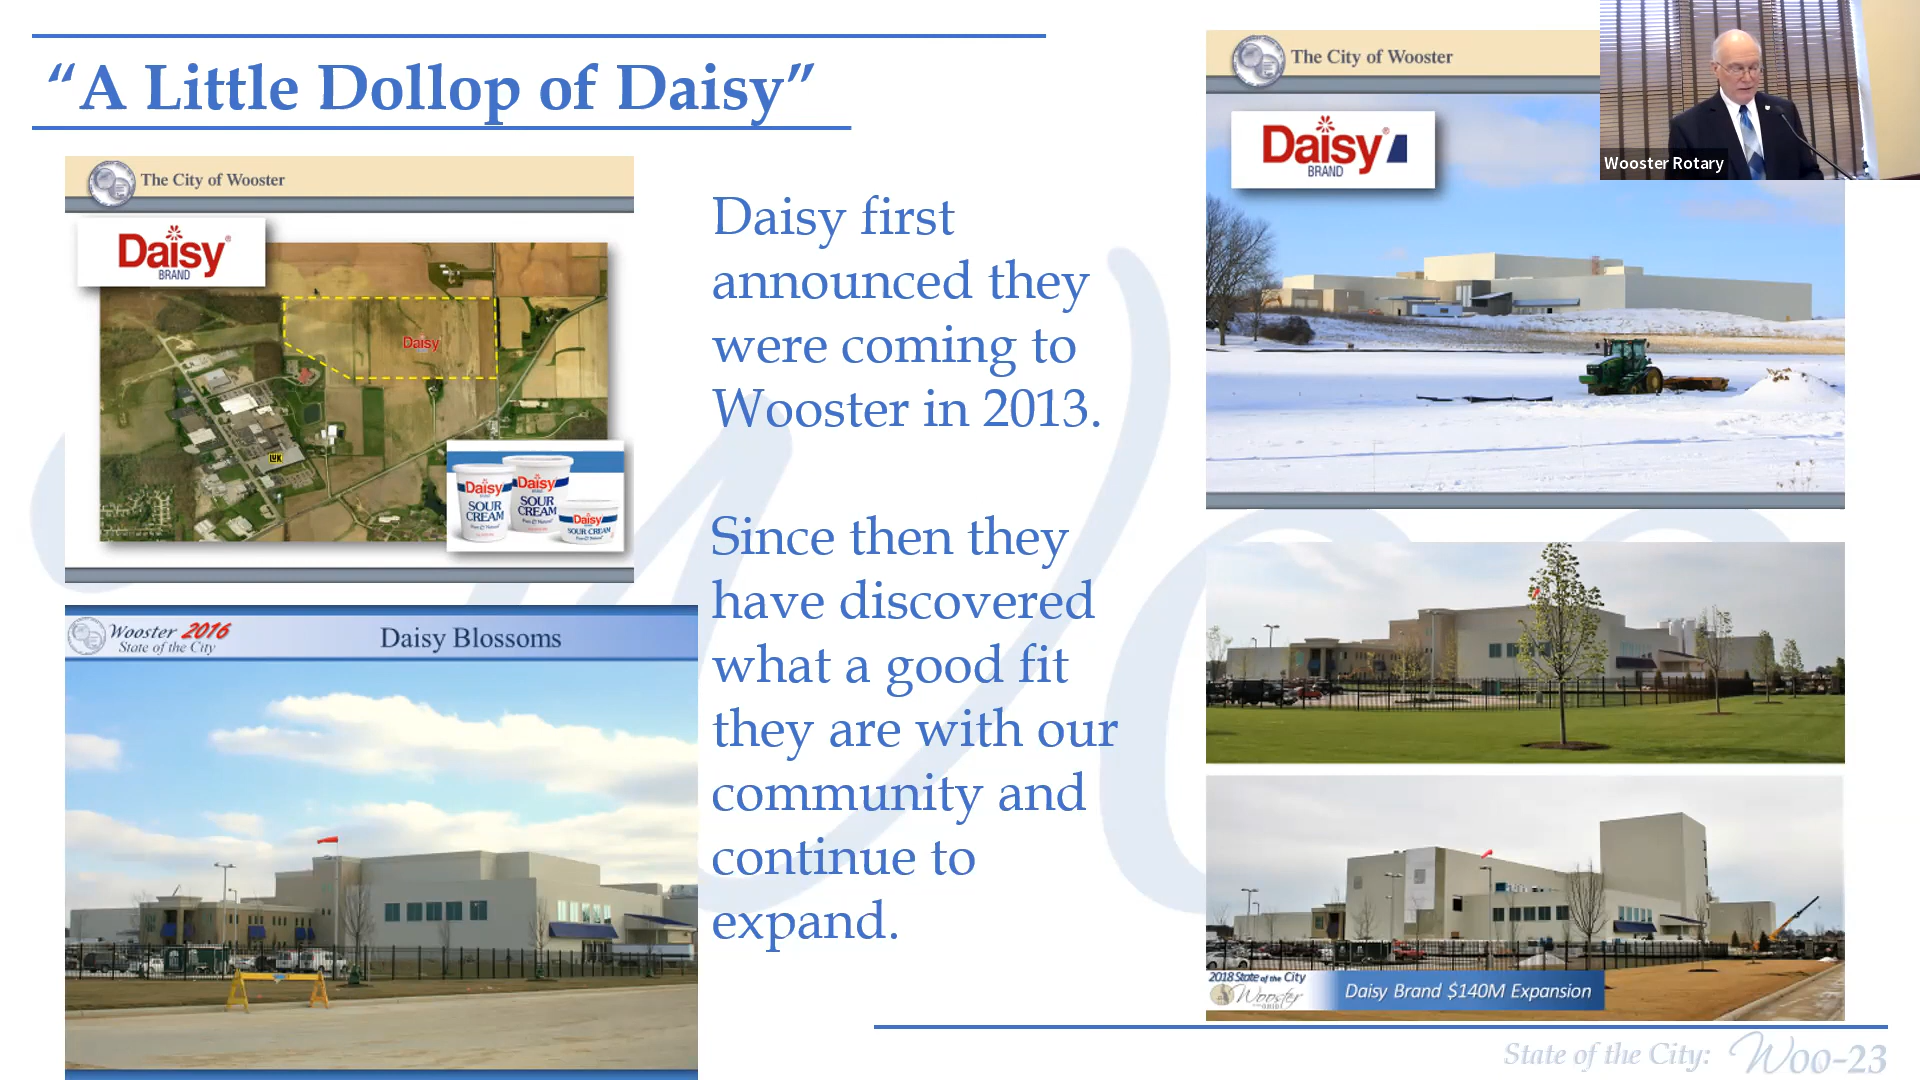 “A Little Dollop of Daisy”
The City of Wooster
Daisy®
BRAND
Daisy
LuK
Daisy
BRAND
SOUR
CREAM
Daisy
BRAND
SOUR
CREAM
Daisy
SOUR CREAM
Wooster 2016
State of the City
Daisy Blossoms
Daisy first
announced they
were coming to
Wooster in 2013.
Since then they
have discovered
what a good fit
they are with our
community and
continue to
expand.
The City of Wooster
Daisy®
BRAND
Wooster Rotary
2018 State of the City
Wooster
OHIO
Daisy Brand $140M Expansion
State of the City: Woo-23